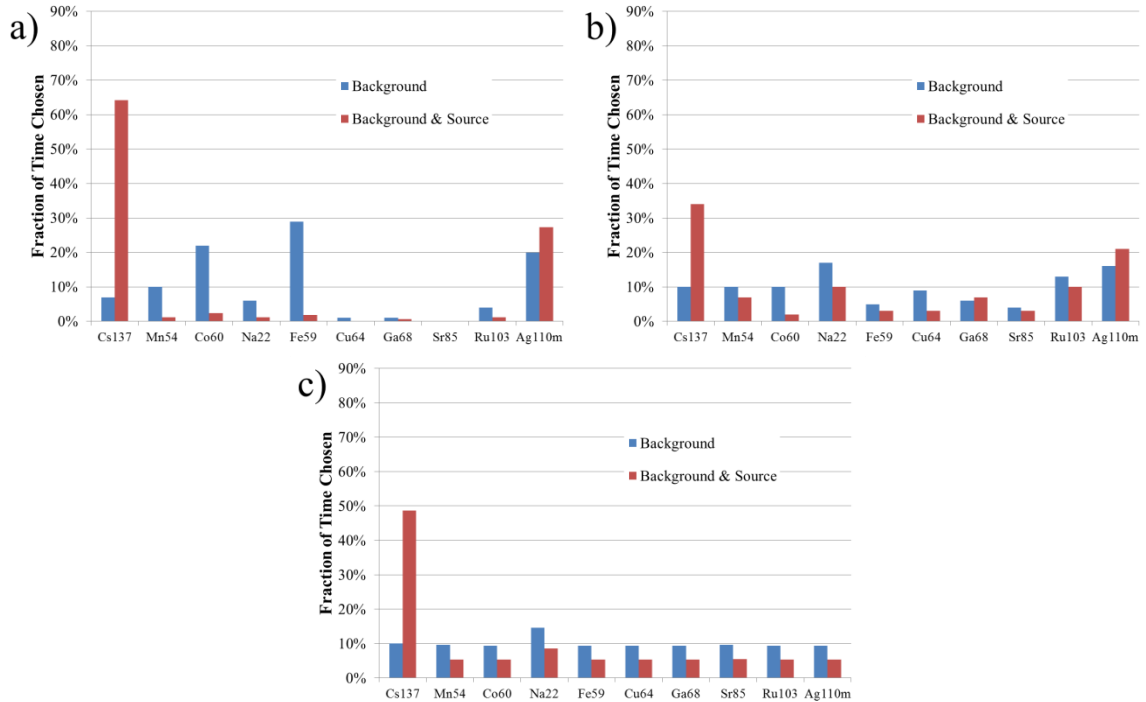 a)
Fraction of Time Chosen
90%
80%
70%
60%
50%
40%
30%
20%
10%
0%
Background
Background & Source
Cs137 Mn54 Co60 Na22 Fe59 Cu64 Ga68 Sr85 Ru103 Ag110m
b)
Fraction of Time Chosen
90%
80%
70%
60%
50%
40%
30%
20%
10%
0%
Background
Background & Source
Cs137 Mn54 Co60 Na22 Fe59 Cu64 Ga68 Sr85 Ru103 Ag110m
c)
Fraction of Time Chosen
90%
80%
70%
60%
50%
40%
30%
20%
10%
0%
Background
Background & Source
Cs137 Mn54 Co60 Na22 Fe59 Cu64 Ga68 Sr85 Ru103 Ag110m